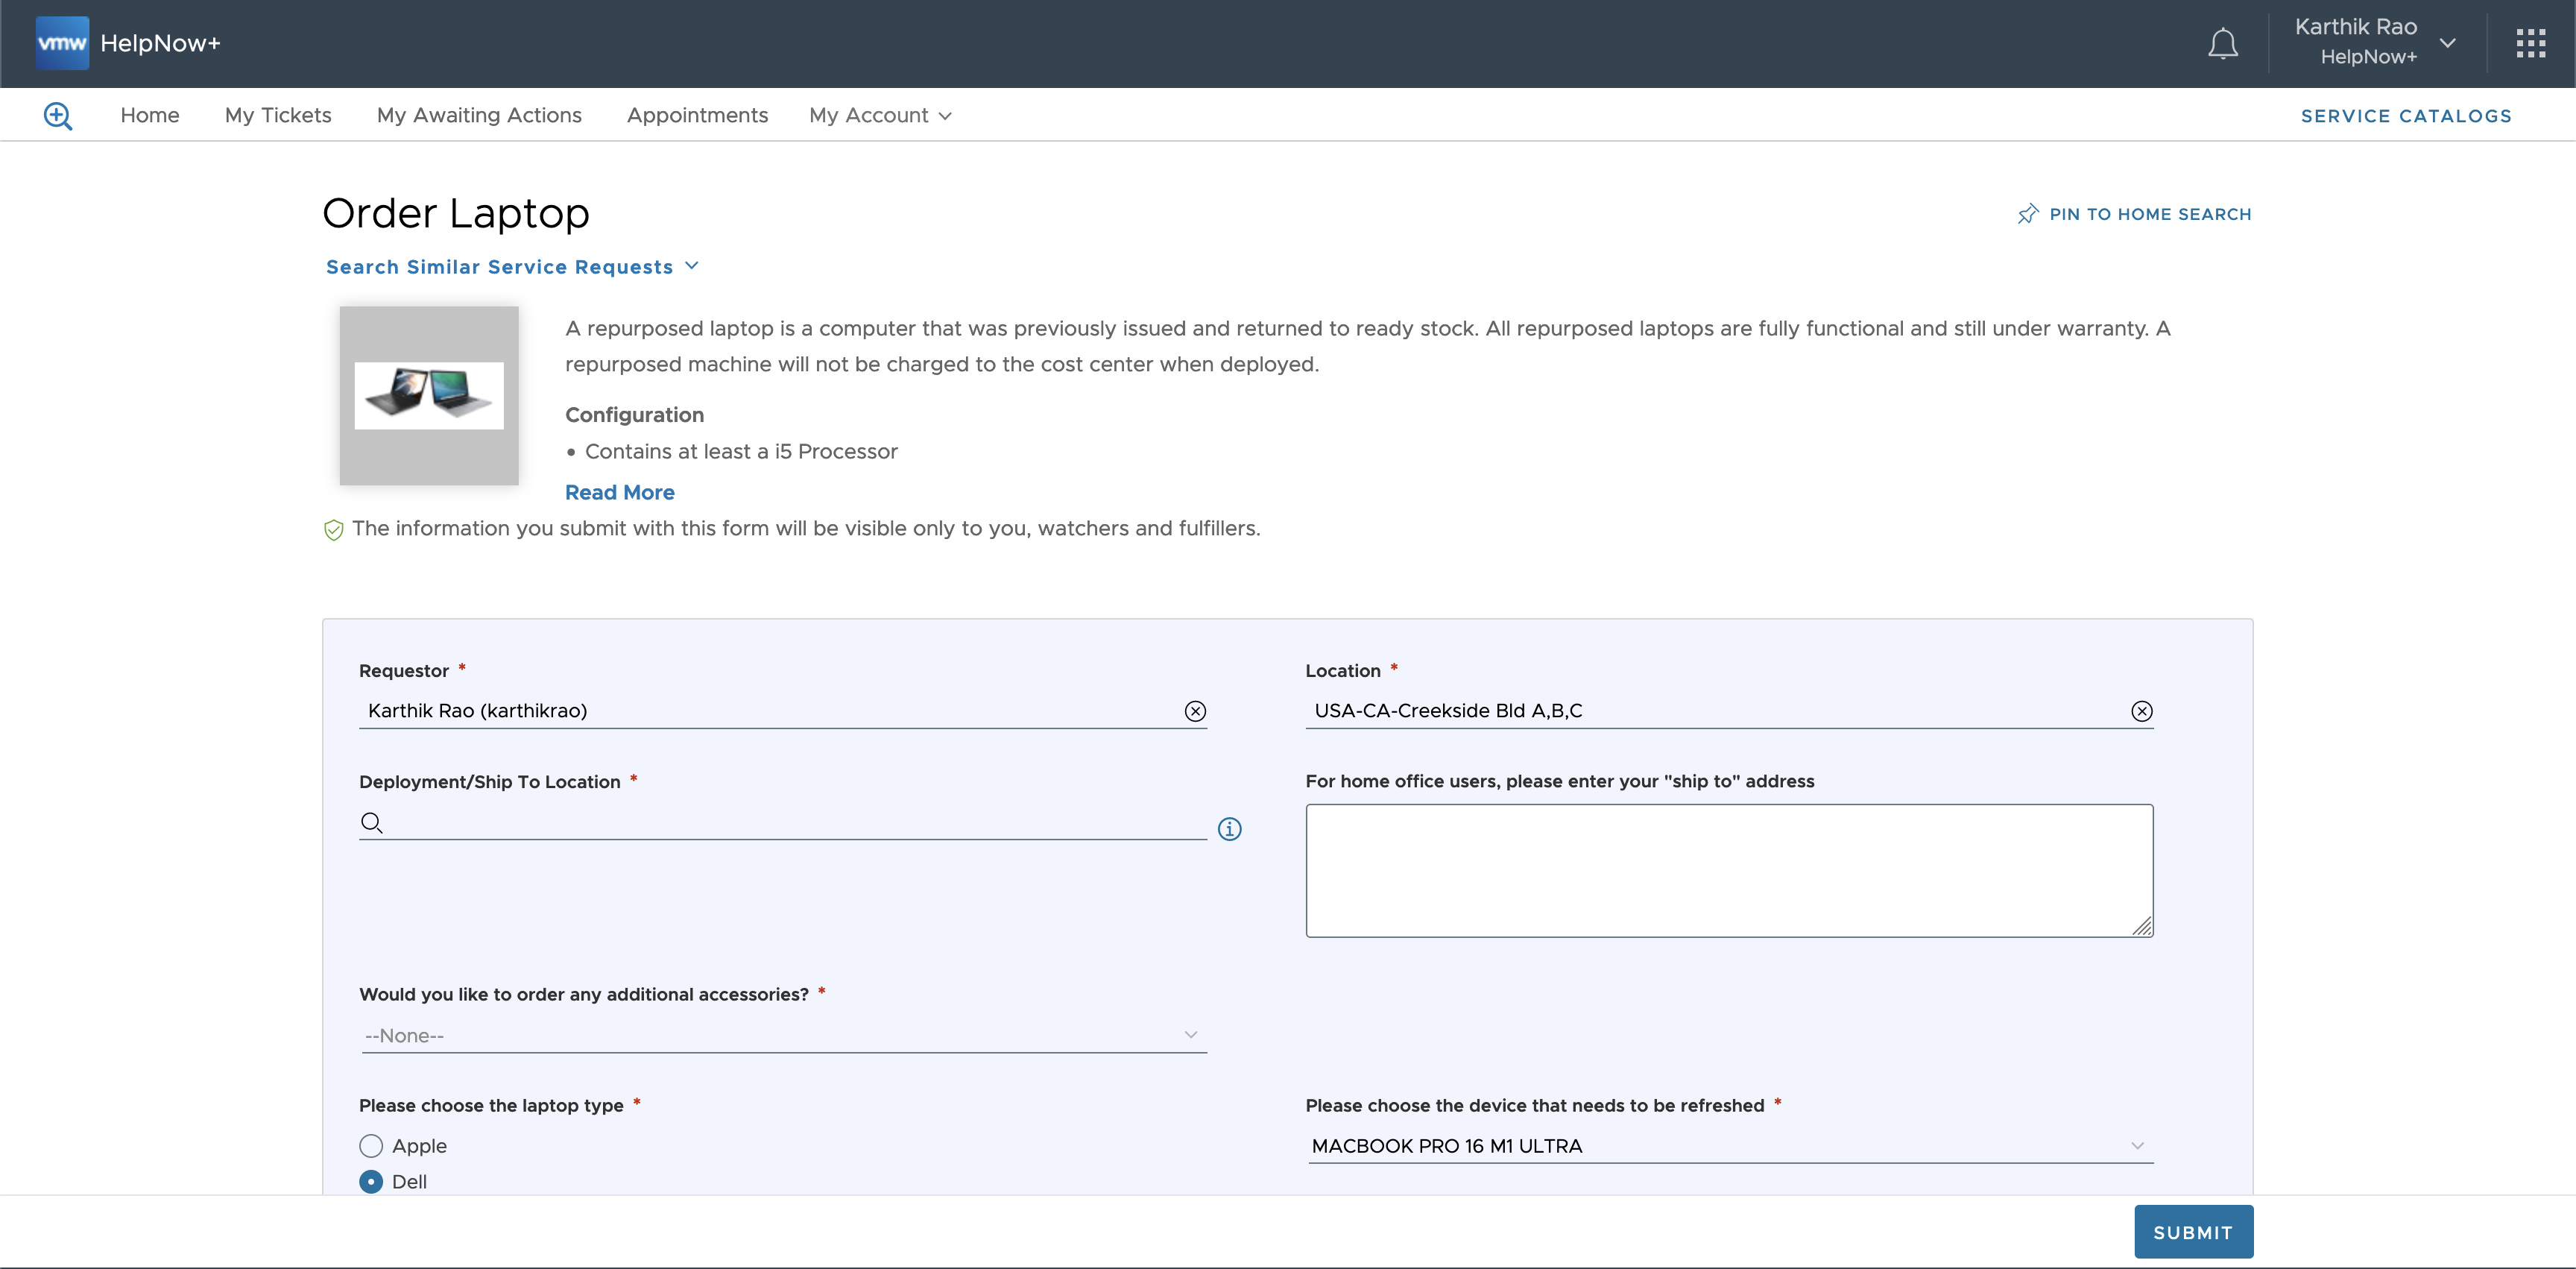 vmw HelpNow+
Karthik Rao
HelpNow+
Home My Tickets My Awaiting Actions Appointments My Account SERVICE CATALOGS
Order Laptop
PIN TO HOME SEARCH
Search Similar Service Requests
A repurposed laptop is a computer that was previously issued and returned to ready stock. All repurposed laptops are fully functional and still under warranty. A
repurposed machine will not be charged to the cost center when deployed.
Configuration
• Contains at least a i5 Processor
Read More
The information you submit with this form will be visible only to you, watchers and fulfillers.
Requestor *
Karthik Rao (karthikrao)
Location *
USA-CA-Creekside Bld A,B,C
Deployment/Ship To Location *
For home office users, please enter your "ship to" address
Would you like to order any additional accessories? *
--None--
Please choose the laptop type *
Apple
Dell
Please choose the device that needs to be refreshed *
MACBOOK PRO 16 M1 ULTRA
SUBMIT